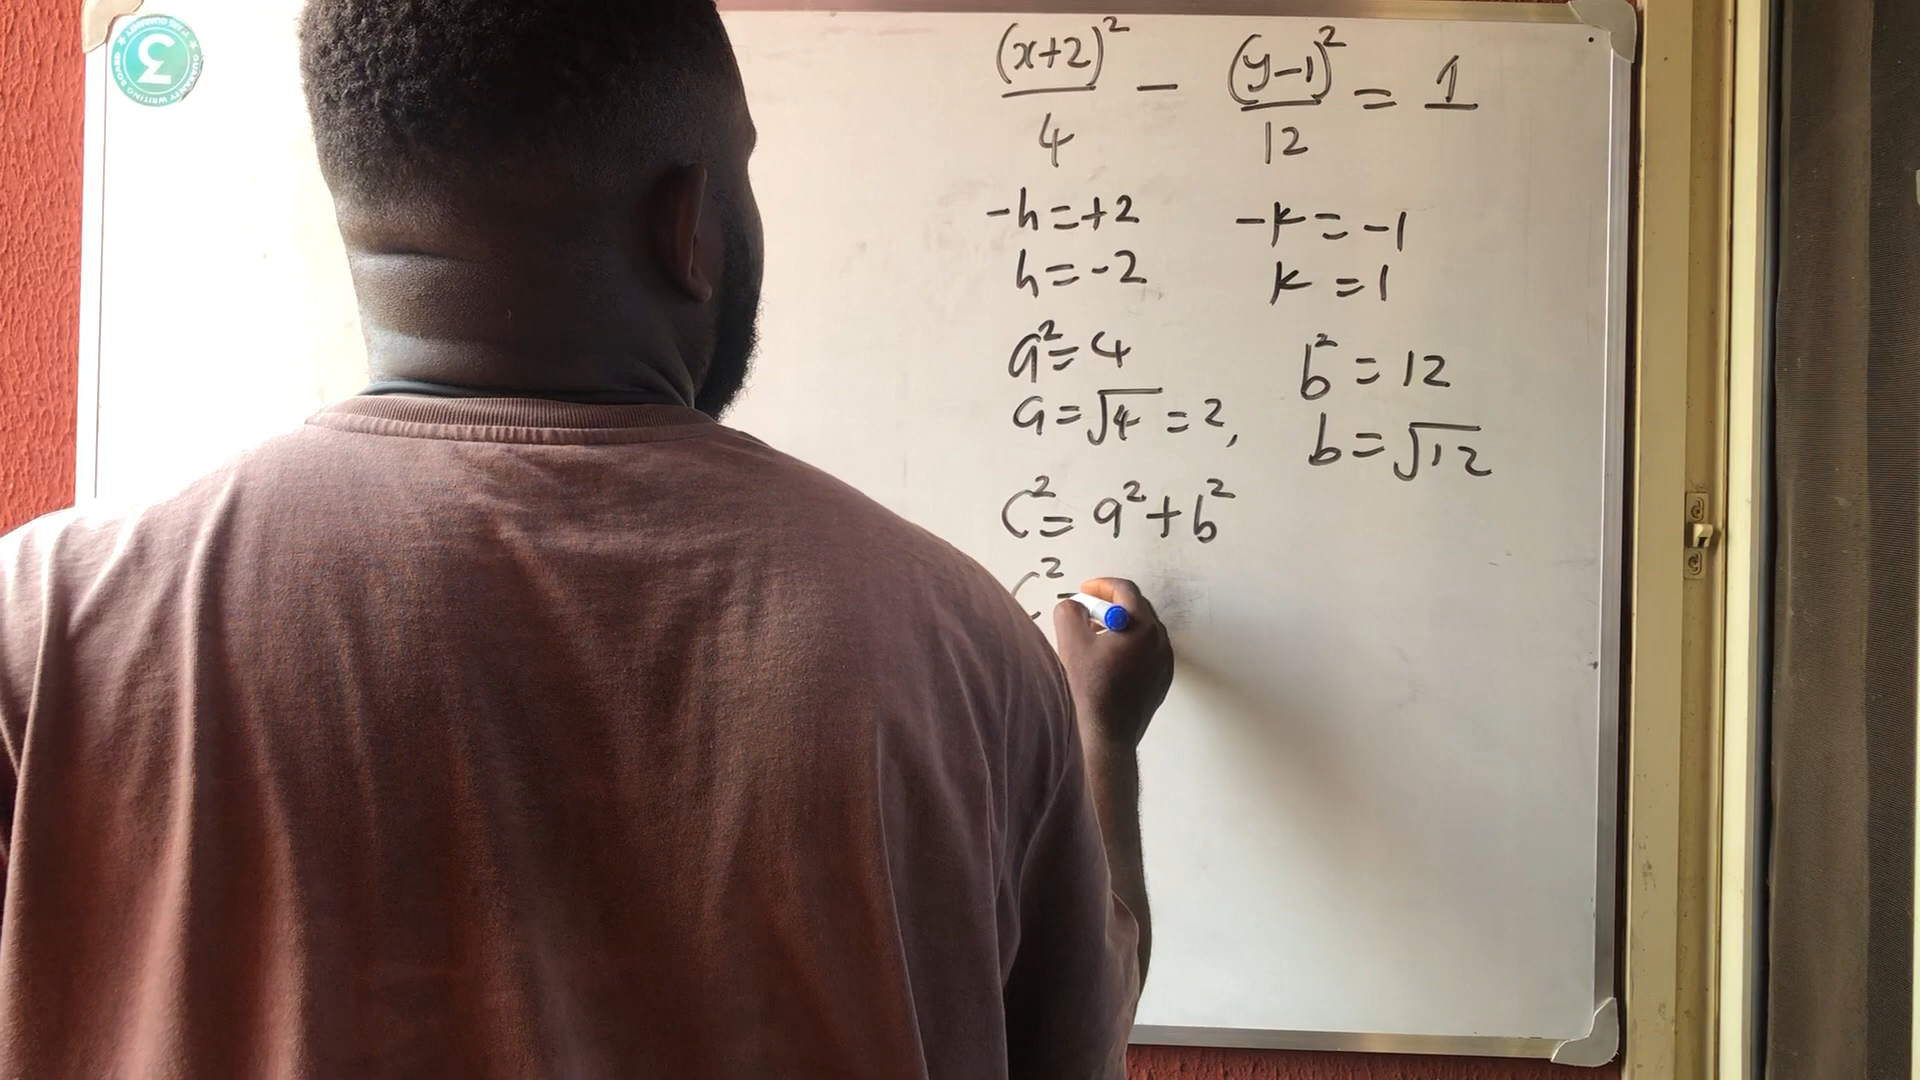 (x+2)²/4 − (y−1)²/12 = 1
-h=+2 -k=-1
h=-2 k=1
a²=4 b²=12
a=√4=2, b=√12
c²=a²+b²
c²=